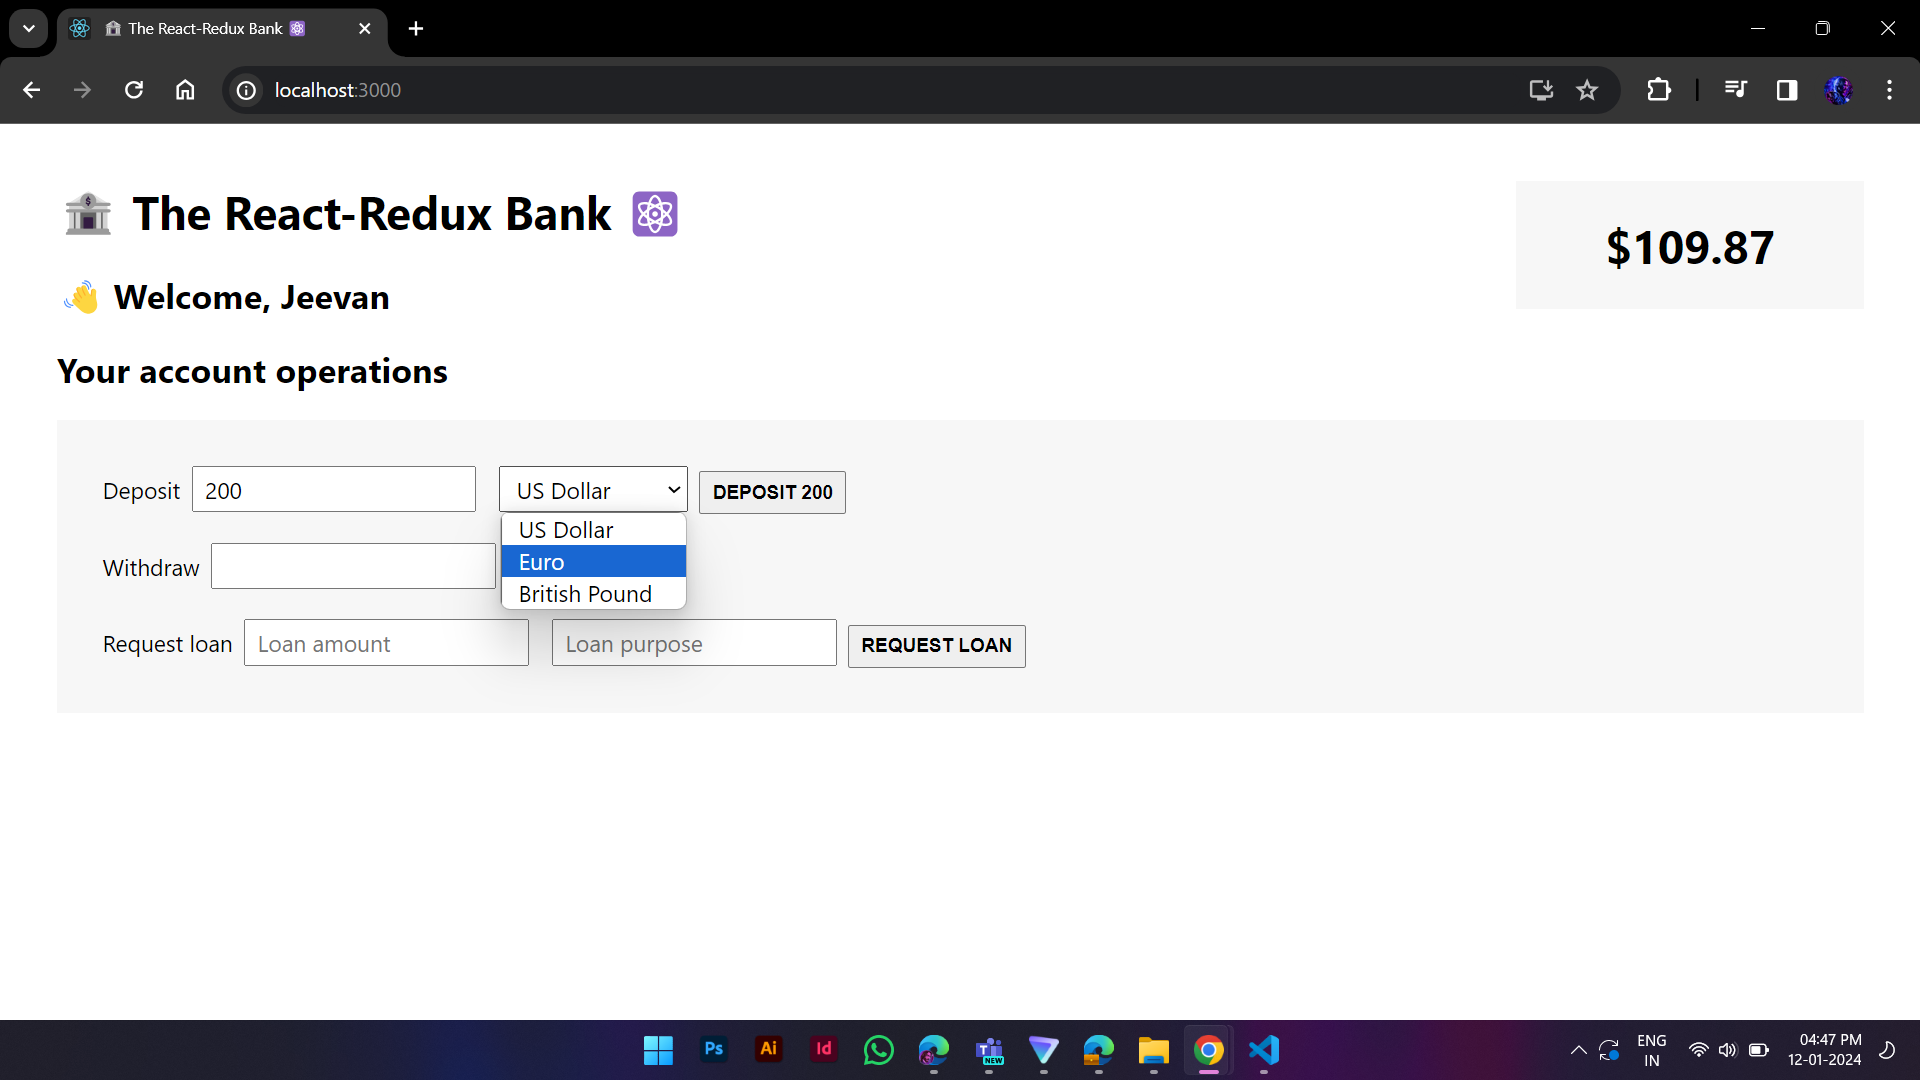 The React-Redux Bank
localhost:3000
The React-Redux Bank
$109.87
Welcome, Jeevan
Your account operations
Deposit 200 US Dollar DEPOSIT 200
US Dollar
Euro
British Pound
Withdraw
Request loan Loan amount Loan purpose REQUEST LOAN
Ps Ai Id T NEW
ENG
IN
04:47 PM
12-01-2024